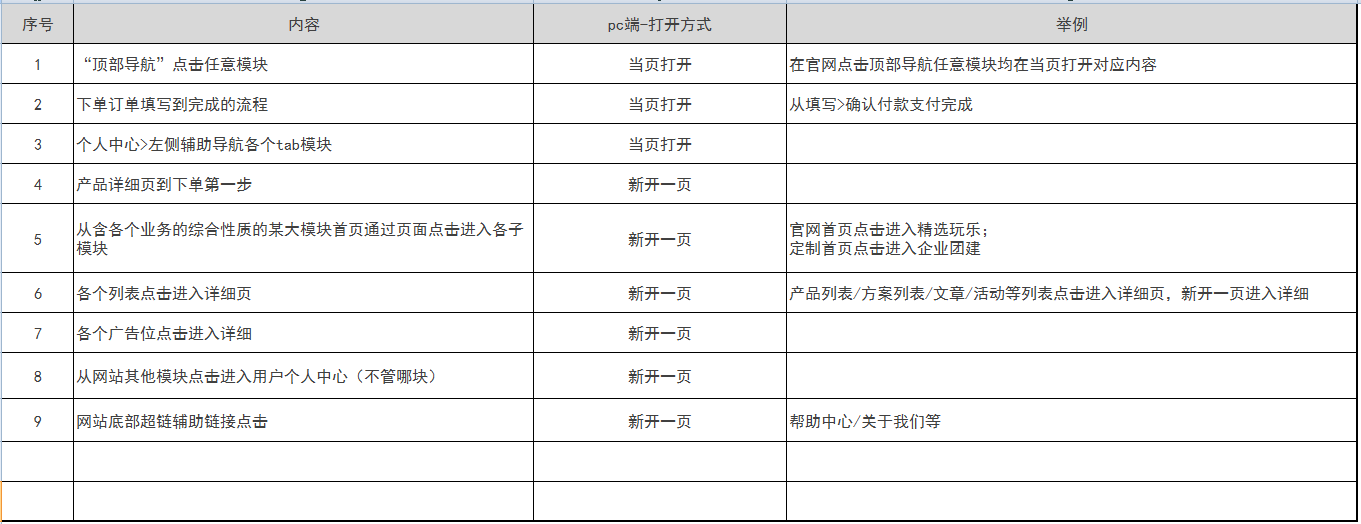 序号 内容 pc端-打开方式 举例
1 “顶部导航”点击任意模块 当页打开 在官网点击顶部导航任意模块均在当页打开对应内容
2 下单订单填写到完成的流程 当页打开 从填写>确认付款支付完成
3 个人中心>左侧辅助导航各个tab模块 当页打开
4 产品详细页到下单第一步 新开一页
5 从含各个业务的综合性质的某大模块首页通过页面点击进入各子
模块 新开一页 官网首页点击进入精选玩乐；
定制首页点击进入企业团建
6 各个列表点击进入详细页 新开一页 产品列表/方案列表/文章/活动等列表点击进入详细页，新开一页进入详细
7 各个广告位点击进入详细 新开一页
8 从网站其他模块点击进入用户个人中心（不管哪块） 新开一页
9 网站底部超链辅助链接点击 新开一页 帮助中心/关于我们等